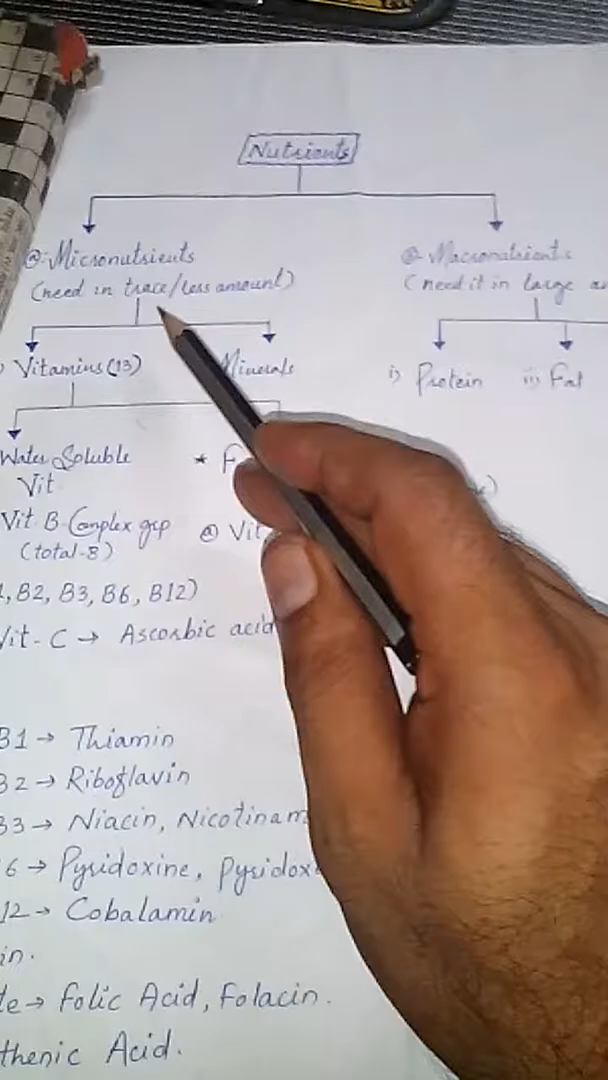 Nutrients
@ Micronutrients
(need in trace/less amount)
@ Macronutrients
(need it in large
Vitamins (13)
Minerals
i) Protein
ii) Fat
Water Soluble
Vit
★ F
Vit B-Complex grp
(total-8)
@ Vit
, B2, B3, B6, B12)
Vit-C → Ascorbic acid
B1 → Thiamin
B2 → Riboflavin
B3 → Niacin, Nicotinam
6 → Pyridoxine, Pyridox
12 → Cobalamin
in.
te → Folic Acid, Folacin.
thenic Acid.